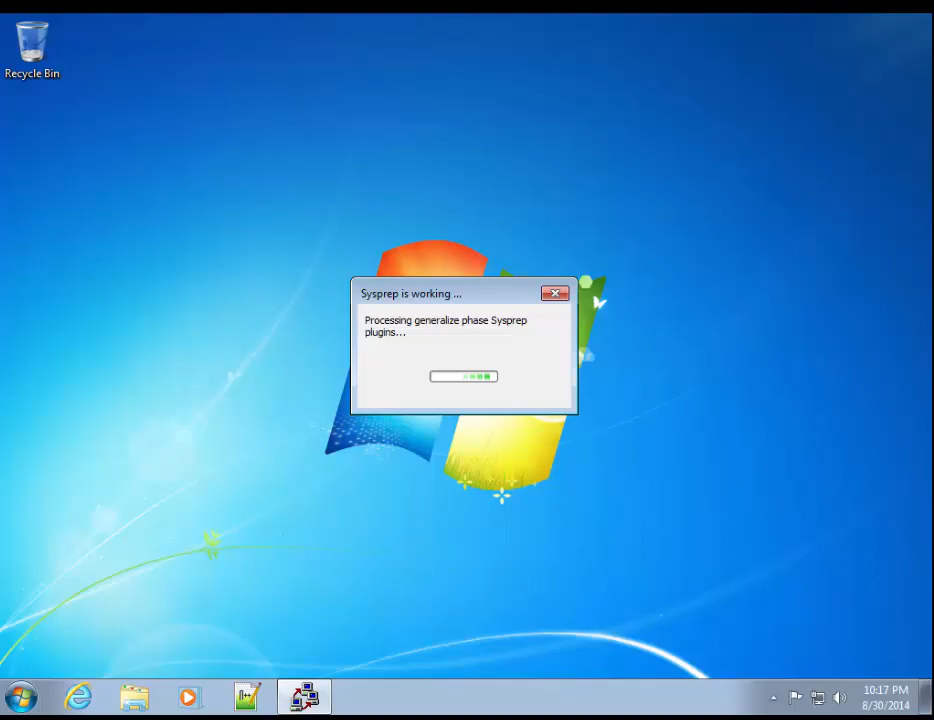 Recycle Bin
Sysprep is working ...
Processing generalize phase Sysprep
plugins...
10:17 PM
8/30/2014